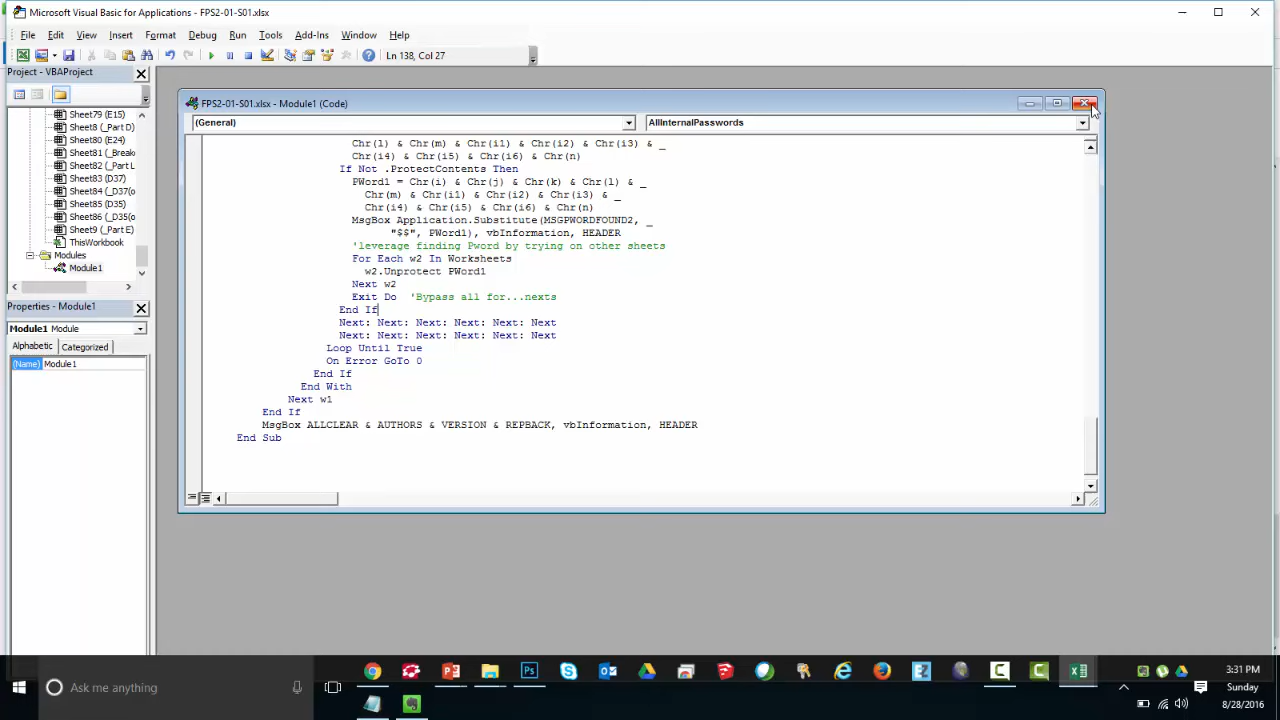 Microsoft Visual Basic for Applications - FPS2-01-S01.xlsx
File Edit View Insert Format Debug Run Tools Add-Ins Window Help
Ln 138, Col 27
Project - VBAProject
Sheet79 (E15)
Sheet8 (_Part D)
Sheet80 (E24)
Sheet81 (_Breake
Sheet82 (_Part L
Sheet83 (D37)
Sheet84 (_D37(o
Sheet85 (D35)
Sheet86 (_D35(o
Sheet9 (_Part E)
ThisWorkbook
Modules
Module1
Properties - Module1
Module1 Module
Alphabetic Categorized
(Name) Module1
FPS2-01-S01.xlsx - Module1 (Code)
(General) AllInternalPasswords
Chr(l) & Chr(m) & Chr(i1) & Chr(i2) & Chr(i3) & _
Chr(i4) & Chr(i5) & Chr(i6) & Chr(n)
If Not .ProtectContents Then
PWord1 = Chr(i) & Chr(j) & Chr(k) & Chr(l) & _
Chr(m) & Chr(i1) & Chr(i2) & Chr(i3) & _
Chr(i4) & Chr(i5) & Chr(i6) & Chr(n)
MsgBox Application.Substitute(MSGPWORDFOUND2, _
"$$", PWord1), vbInformation, HEADER
'leverage finding Pword by trying on other sheets
For Each w2 In Worksheets
w2.Unprotect PWord1
Next w2
Exit Do 'Bypass all for...nexts
End If
Next: Next: Next: Next: Next: Next
Next: Next: Next: Next: Next: Next
Loop Until True
On Error GoTo 0
End If
End With
Next w1
End If
MsgBox ALLCLEAR & AUTHORS & VERSION & REPBACK, vbInformation, HEADER
End Sub
Ask me anything
3:31 PM
Sunday
8/28/2016